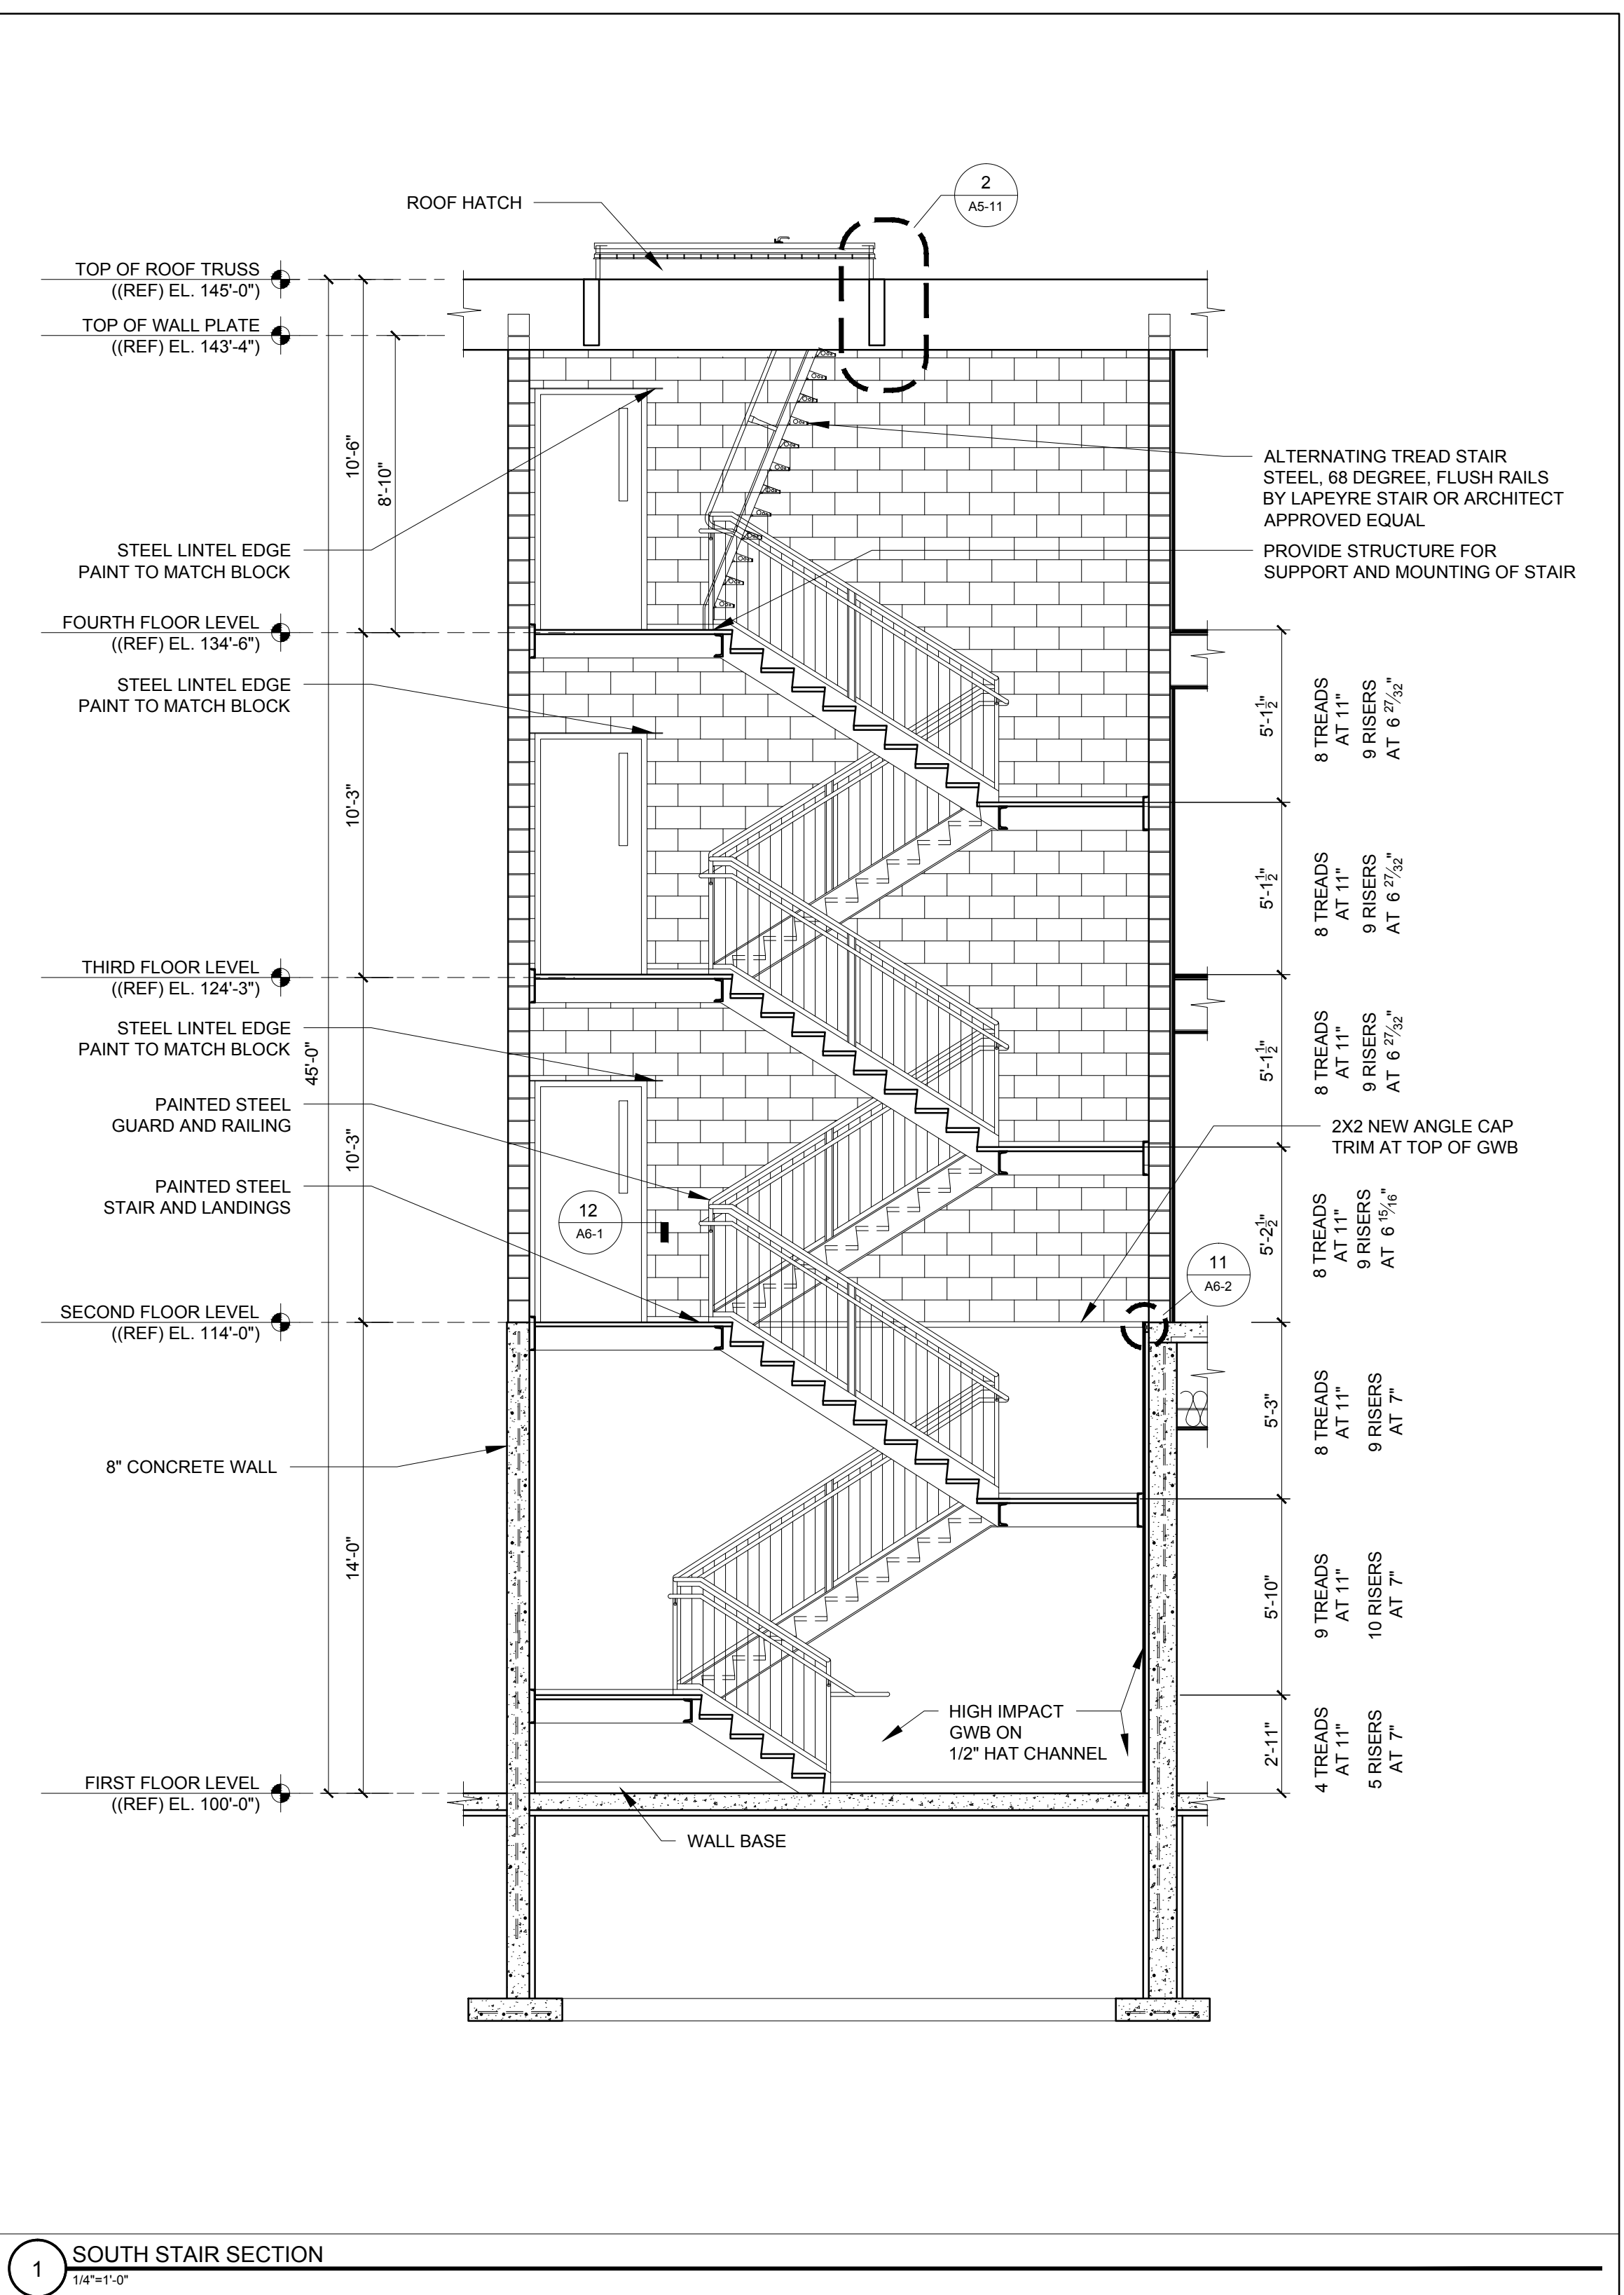 2
A5-11
ROOF HATCH
TOP OF ROOF TRUSS
((REF) EL. 145'-0")
TOP OF WALL PLATE
((REF) EL. 143'-4")
10'-6"
8'-10"
ALTERNATING TREAD STAIR
STEEL, 68 DEGREE, FLUSH RAILS
BY LAPEYRE STAIR OR ARCHITECT
APPROVED EQUAL
STEEL LINTEL EDGE
PAINT TO MATCH BLOCK
PROVIDE STRUCTURE FOR
SUPPORT AND MOUNTING OF STAIR
FOURTH FLOOR LEVEL
((REF) EL. 134'-6")
STEEL LINTEL EDGE
PAINT TO MATCH BLOCK
5'-1 1/2"
8 TREADS
AT 11"
9 RISERS
AT 6 27/32"
10'-3"
5'-1 1/2"
8 TREADS
AT 11"
9 RISERS
AT 6 27/32"
THIRD FLOOR LEVEL
((REF) EL. 124'-3")
STEEL LINTEL EDGE
PAINT TO MATCH BLOCK
45'-0"
5'-1 1/2"
8 TREADS
AT 11"
9 RISERS
AT 6 27/32"
PAINTED STEEL
GUARD AND RAILING
10'-3"
2X2 NEW ANGLE CAP
TRIM AT TOP OF GWB
PAINTED STEEL
STAIR AND LANDINGS
12
A6-1
5'-2 1/2"
8 TREADS
AT 11"
9 RISERS
AT 6 15/16"
11
A6-2
SECOND FLOOR LEVEL
((REF) EL. 114'-0")
5'-3"
8 TREADS
AT 11"
9 RISERS
AT 7"
8" CONCRETE WALL
14'-0"
5'-10"
9 TREADS
AT 11"
10 RISERS
AT 7"
HIGH IMPACT
GWB ON
1/2" HAT CHANNEL
2'-11"
4 TREADS
AT 11"
5 RISERS
AT 7"
FIRST FLOOR LEVEL
((REF) EL. 100'-0")
WALL BASE
1
SOUTH STAIR SECTION
1/4"=1'-0"